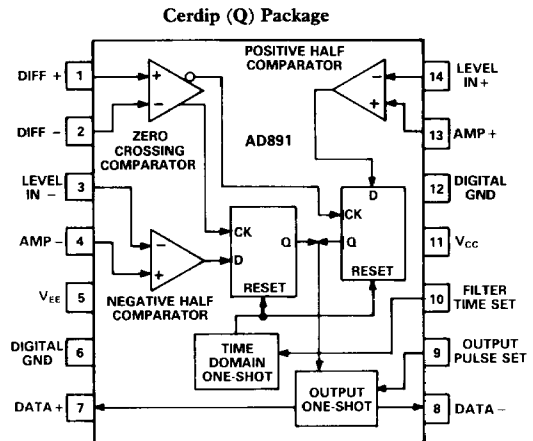 Cerdip (Q) Package
POSITIVE HALF
COMPARATOR
DIFF +
1
+
−
DIFF −
2
ZERO
CROSSING
COMPARATOR
AD891
−
+
14
LEVEL
IN+
13
AMP +
LEVEL
IN −
3
12
DIGITAL
GND
AMP −
4
−
+
NEGATIVE HALF
COMPARATOR
CK
D
Q
RESET
D
CK
Q
RESET
11
VCC
VEE
5
10
FILTER
TIME SET
DIGITAL
GND
6
TIME
DOMAIN
ONE-SHOT
9
OUTPUT
PULSE SET
DATA +
7
OUTPUT
ONE-SHOT
8
DATA −